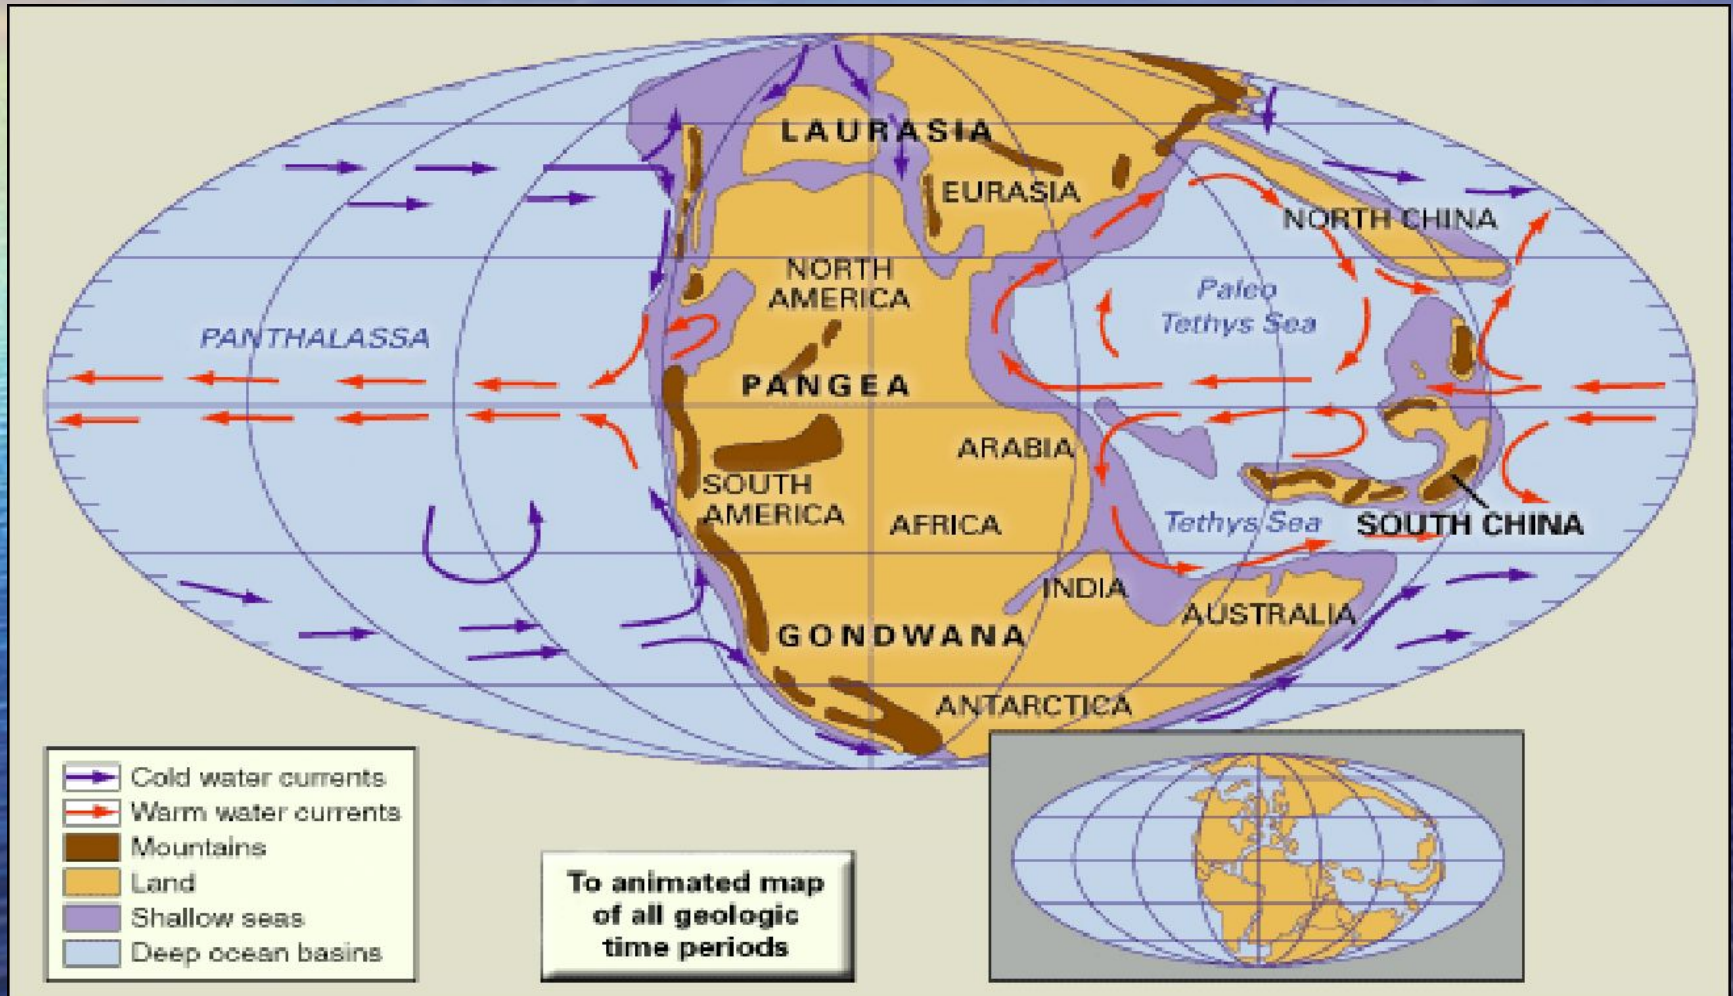 LAURASIA
EURASIA
NORTH CHINA
NORTH
AMERICA
Paleo
Tethys Sea
PANTHALASSA
PANGEA
ARABIA
SOUTH
AMERICA
AFRICA
Tethys Sea
SOUTH CHINA
INDIA
AUSTRALIA
GONDWANA
ANTARCTICA
Cold water currents
Warm water currents
Mountains
Land
Shallow seas
Deep ocean basins
To animated map
of all geologic
time periods